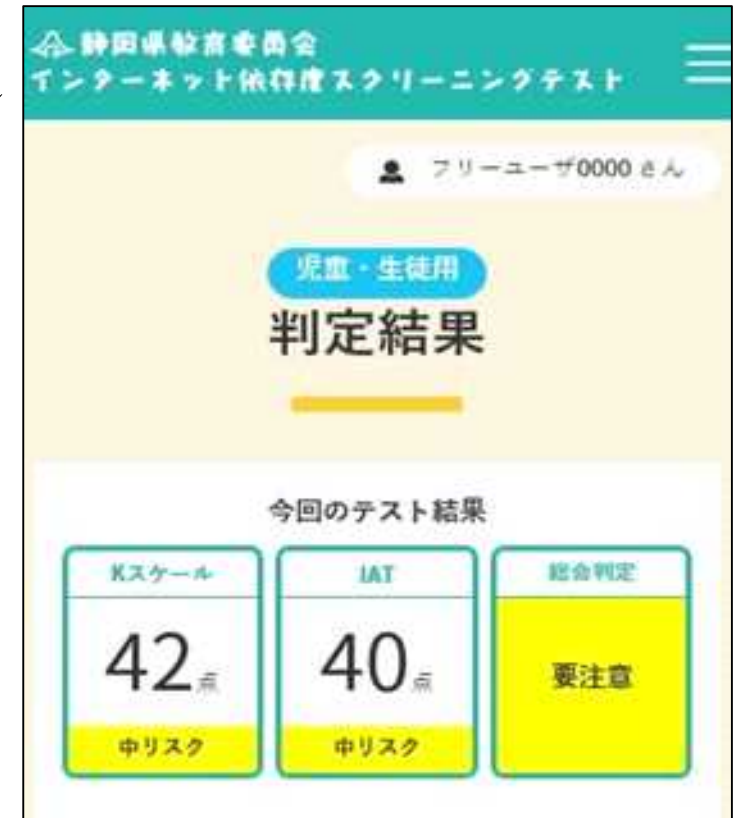 静岡県教育委員会
インターネット依存度スクリーニングテスト
フリーユーザ0000 さん
児童・生徒用
判定結果
今回のテスト結果
Kスケール
42点
中リスク
IAT
40点
中リスク
総合判定
要注意